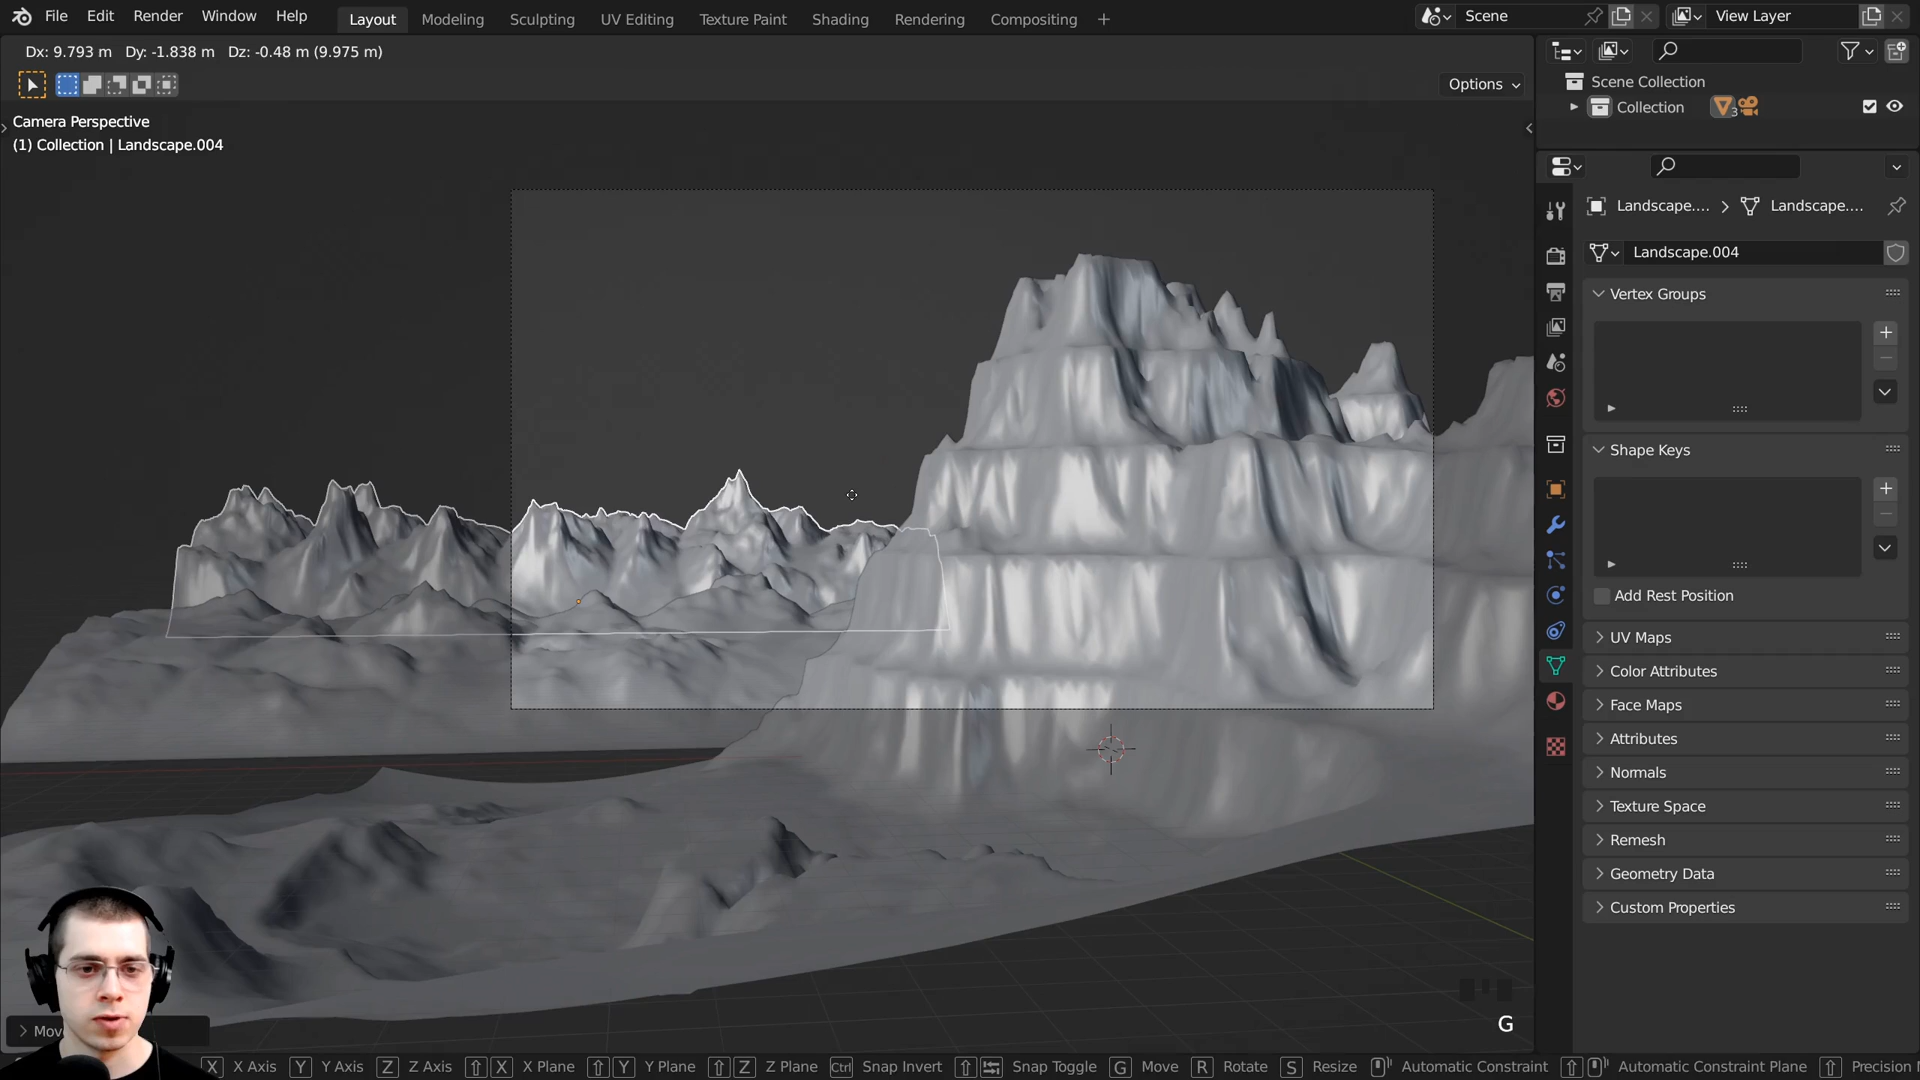 File Edit Render Window Help
Layout Modeling Sculpting UV Editing Texture Paint Shading Rendering Compositing +
Scene
View Layer
Dx: 9.793 m Dy: -1.838 m Dz: -0.48 m (9.975 m)
Options
Camera Perspective
(1) Collection | Landscape.004
Scene Collection
Collection
3
Landscape....
Landscape....
Landscape.004
Vertex Groups
Shape Keys
Add Rest Position
UV Maps
Color Attributes
Face Maps
Attributes
Normals
Texture Space
Remesh
Geometry Data
Custom Properties
G
X X Axis Y Y Axis Z Z Axis X X Plane Y Y Plane Z Z Plane Ctrl Snap Invert Snap Toggle G Move R Rotate S Resize Automatic Constraint Automatic Constraint Plane Precision